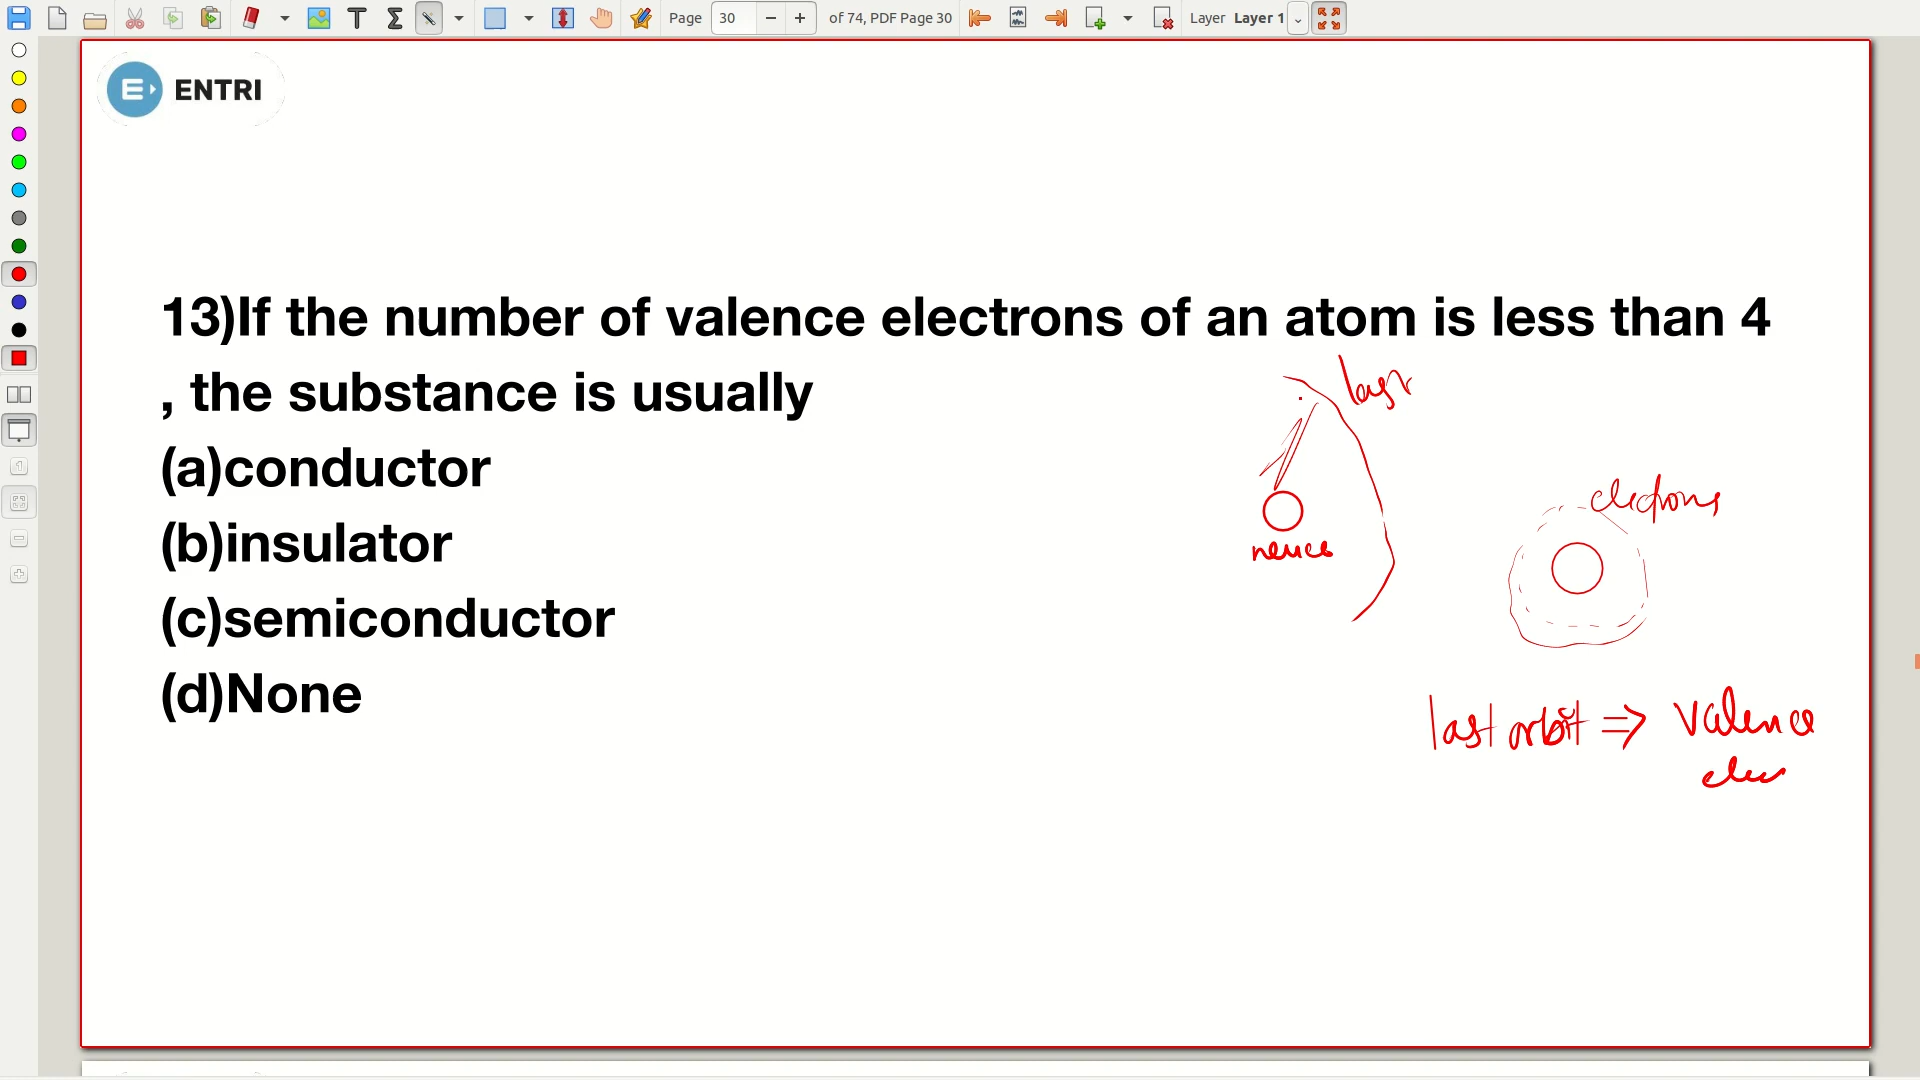 Page 30 of 74, PDF Page 30 Layer Layer 1
ENTRI
13)If the number of valence electrons of an atom is less than 4
, the substance is usually
(a)conductor
(b)insulator
(c)semiconductor
(d)None
last
electrons
last orbit => valence
elec